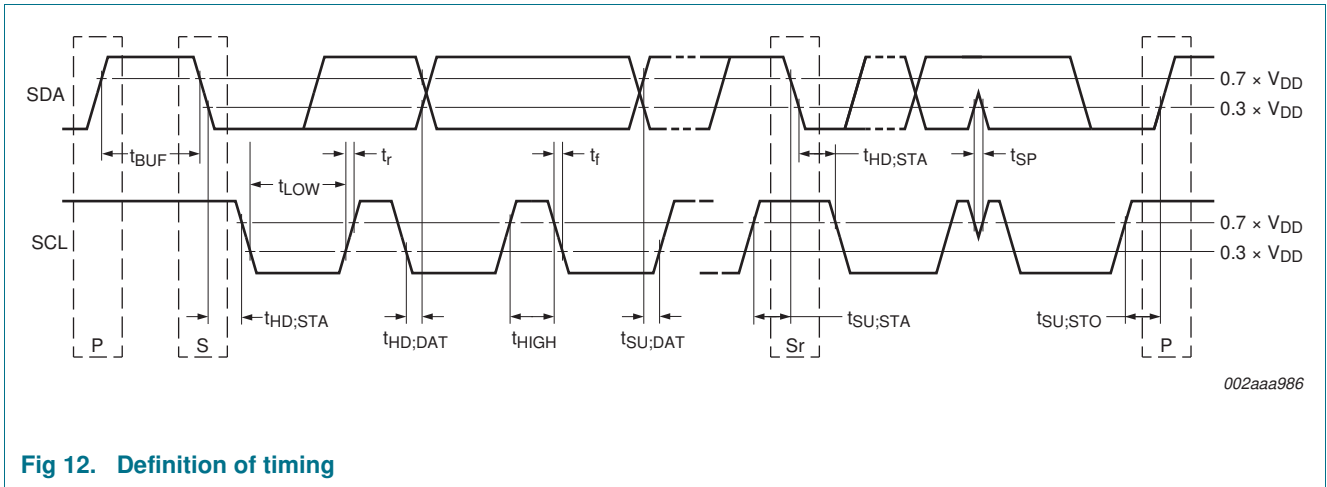 SDA
0.7 × VDD
0.3 × VDD
tBUF
tLOW
tr
tf
tHD;STA
tSP
SCL
0.7 × VDD
0.3 × VDD
tHD;STA
tHD;DAT
tHIGH
tSU;DAT
tSU;STA
tSU;STO
P
S
Sr
P
002aaa986
Fig 12. Definition of timing